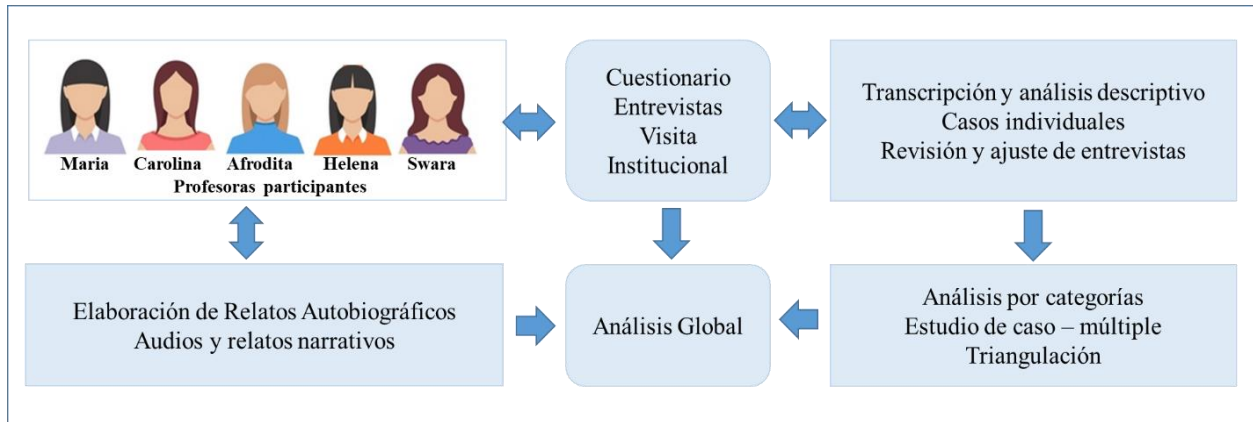 Maria Carolina Afrodita Helena Swara
Profesoras participantes
Cuestionario
Entrevistas
Visita
Institucional
Transcripción y análisis descriptivo
Casos individuales
Revisión y ajuste de entrevistas
Elaboración de Relatos Autobiográficos
Audios y relatos narrativos
Análisis Global
Análisis por categorías
Estudio de caso – múltiple
Triangulación